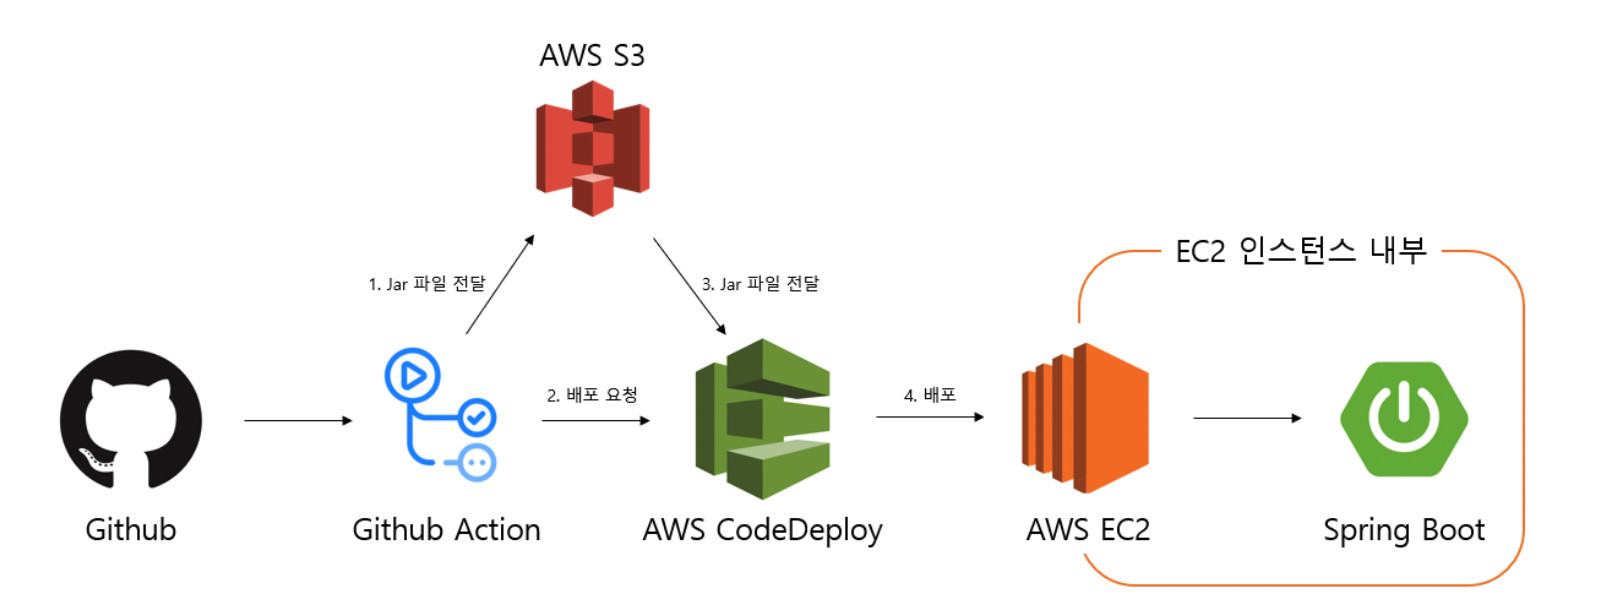 AWS S3
1. Jar 파일 전달
3. Jar 파일 전달
EC2 인스턴스 내부
2. 배포 요청
4. 배포
Github
Github Action
AWS CodeDeploy
AWS EC2
Spring Boot